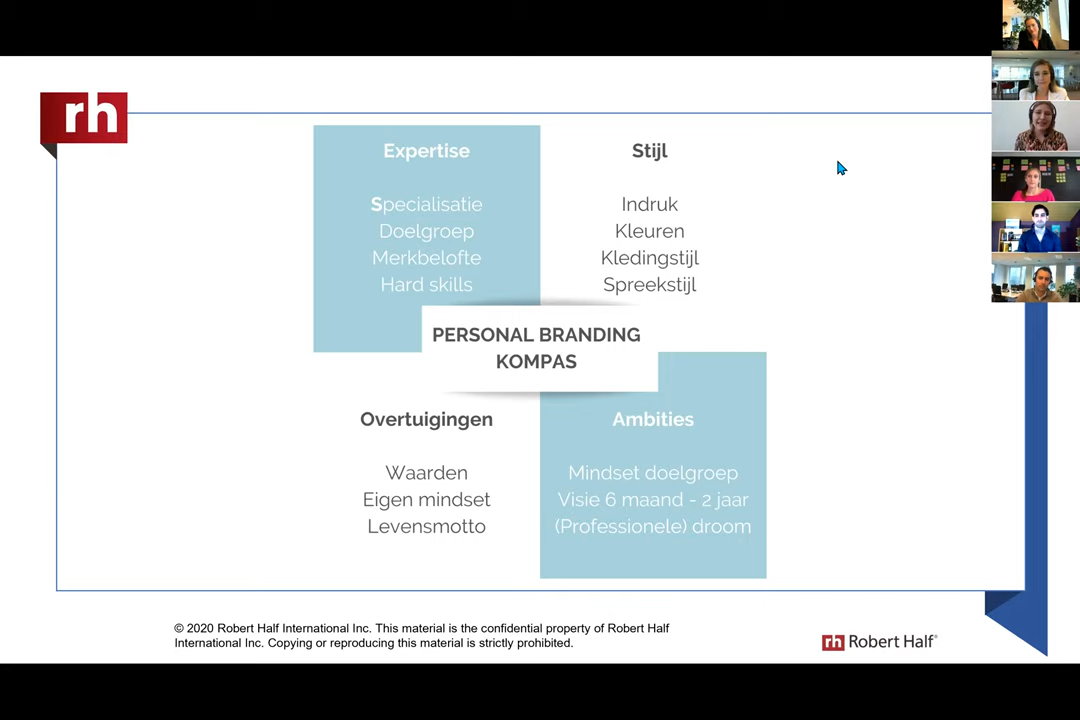 rh
Expertise
Specialisatie
Doelgroep
Merkbelofte
Hard skills
Stijl
Indruk
Kleuren
Kledingstijl
Spreekstijl
PERSONAL BRANDING
KOMPAS
Overtuigingen
Waarden
Eigen mindset
Levensmotto
Ambities
Mindset doelgroep
Visie 6 maand - 2 jaar
(Professionele) droom
© 2020 Robert Half International Inc. This material is the confidential property of Robert Half
International Inc. Copying or reproducing this material is strictly prohibited.
rh Robert Half®